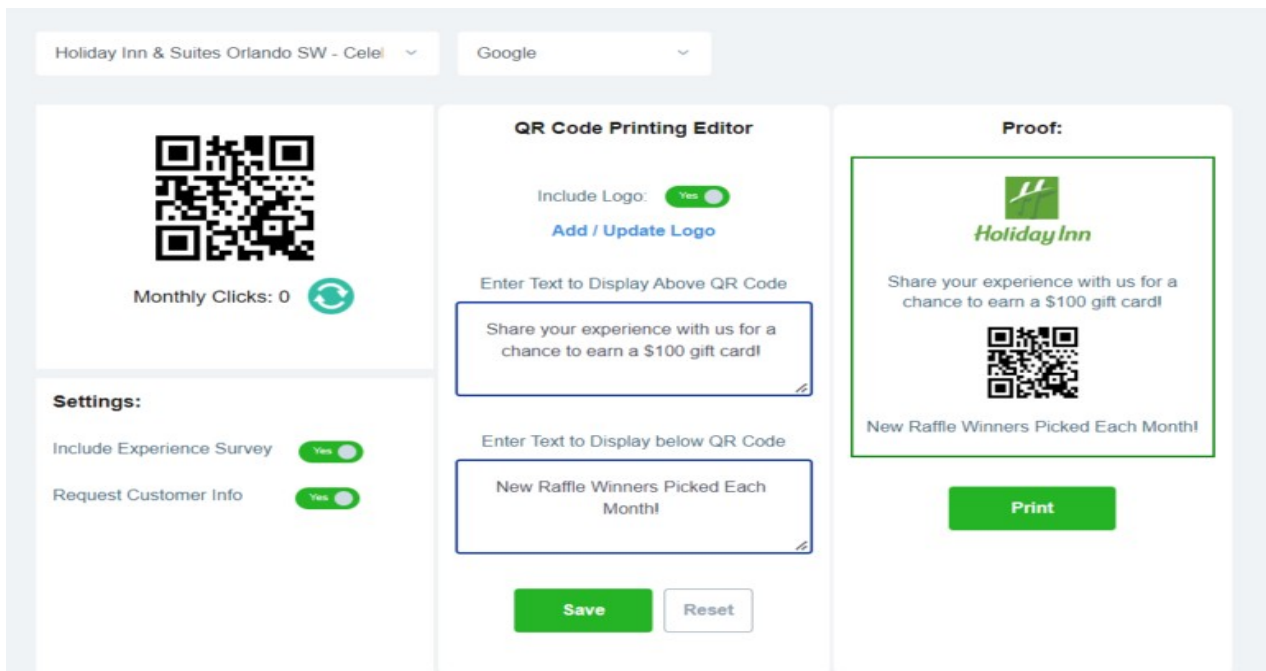 Holiday Inn & Suites Orlando SW - Celel
Google
Monthly Clicks: 0
Settings:
Include Experience Survey
Yes
Request Customer Info
Yes
QR Code Printing Editor
Include Logo:
Yes
Add / Update Logo
Enter Text to Display Above QR Code
Share your experience with us for a
chance to earn a $100 gift card!
Enter Text to Display below QR Code
New Raffle Winners Picked Each
Month!
Save
Reset
Proof:
H
Holiday Inn
Share your experience with us for a
chance to earn a $100 gift card!
New Raffle Winners Picked Each Month!
Print